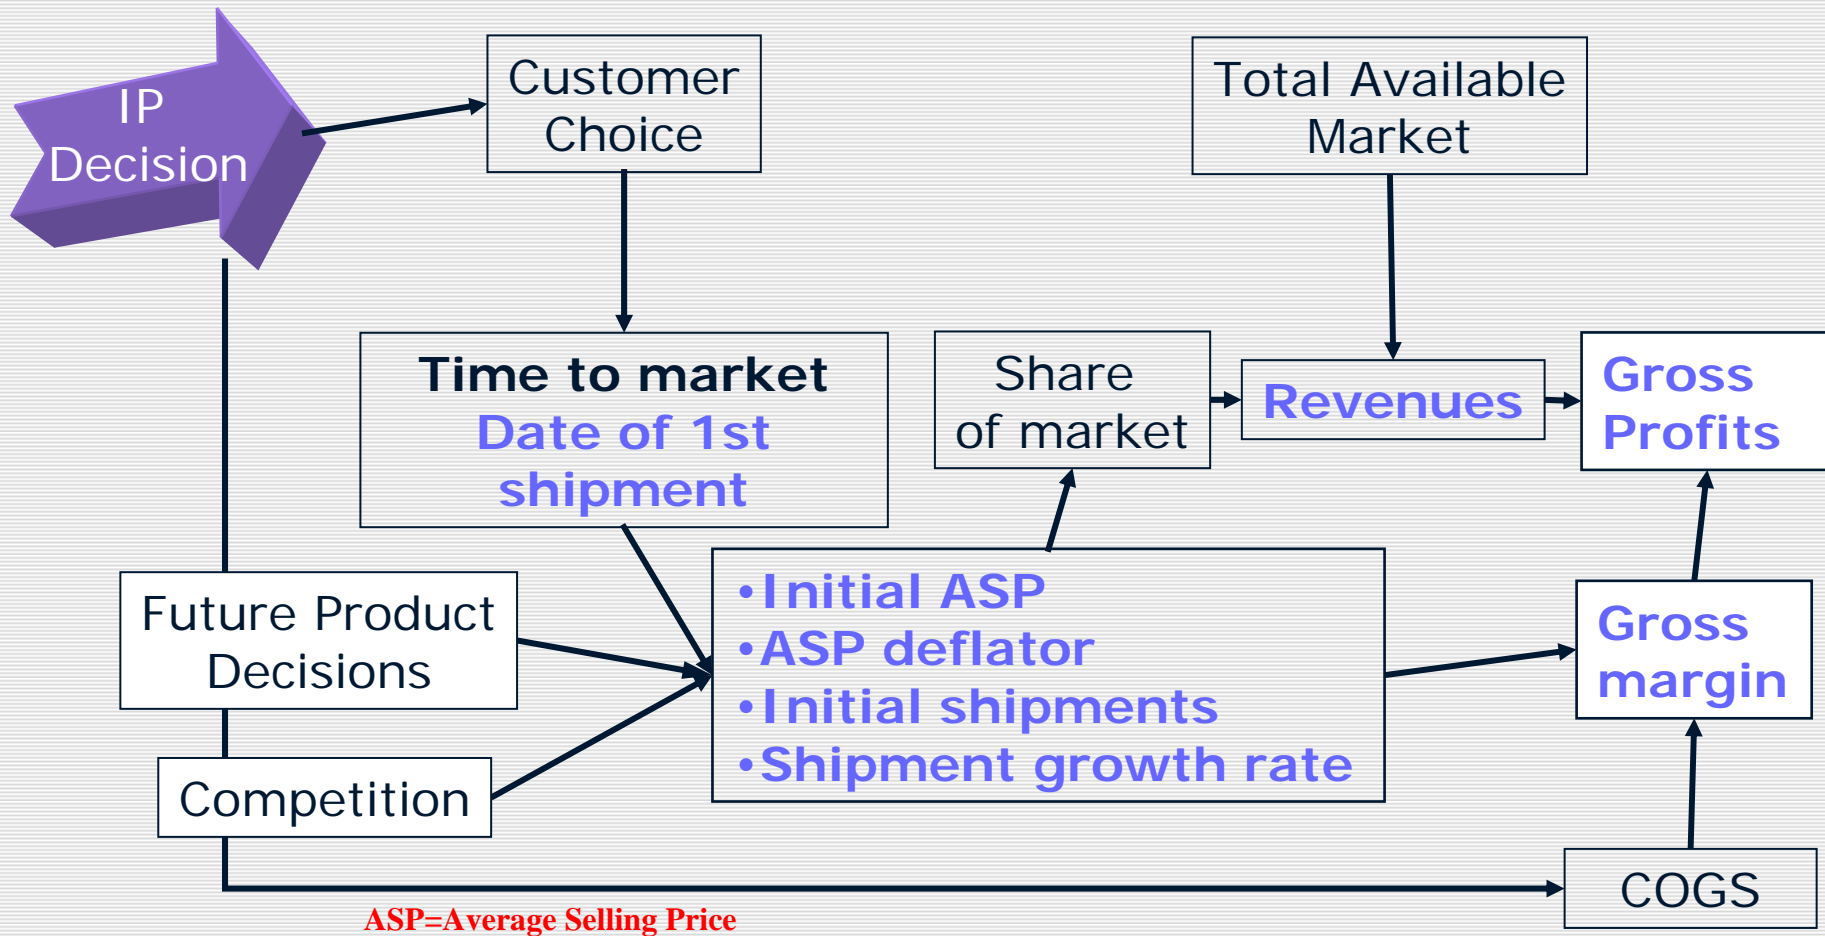 IP
Decision
Customer
Choice
Total Available
Market
Time to market
Date of 1st
shipment
Share
of market
Revenues
Gross
Profits
Future Product
Decisions
•Initial ASP
•ASP deflator
•Initial shipments
•Shipment growth rate
Gross
margin
Competition
COGS
ASP=Average Selling Price